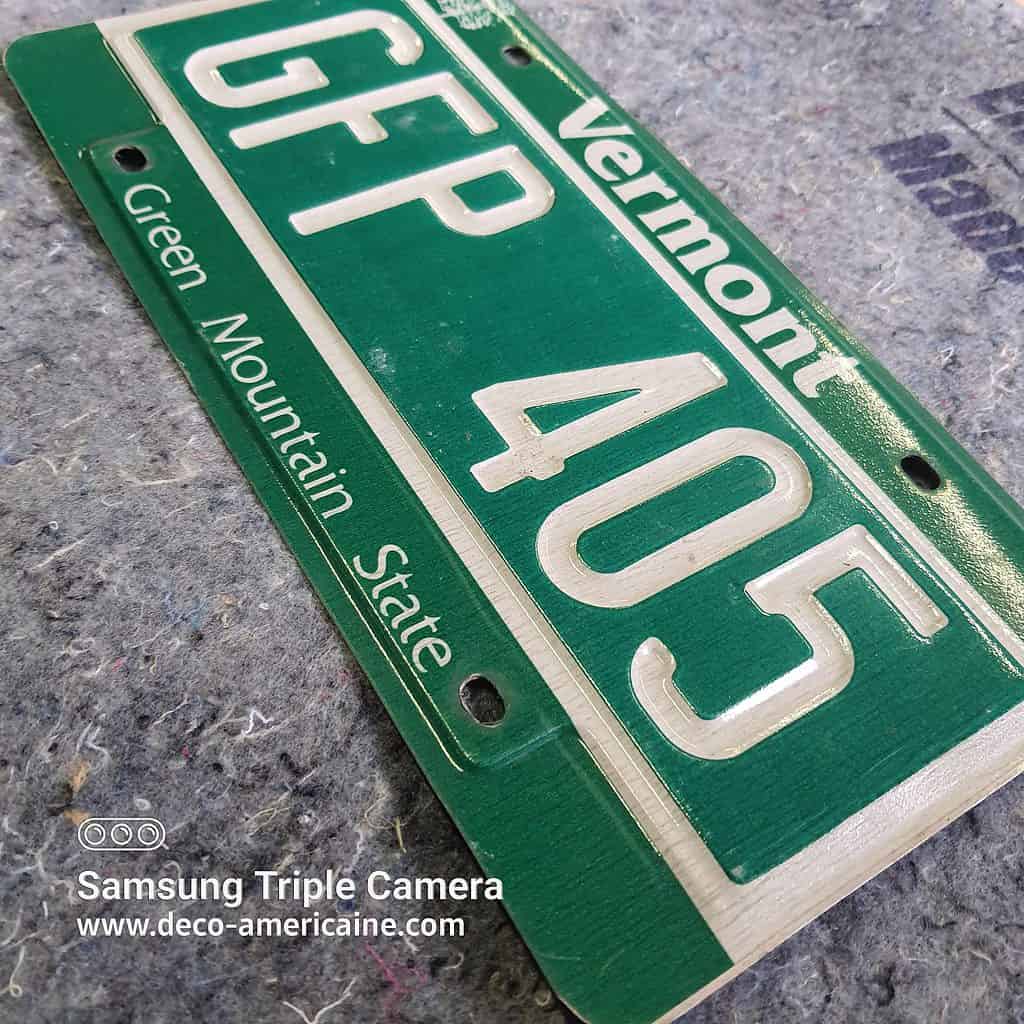 Vermont
GFP 405
Green Mountain State
Samsung Triple Camera
www.deco-americaine.com